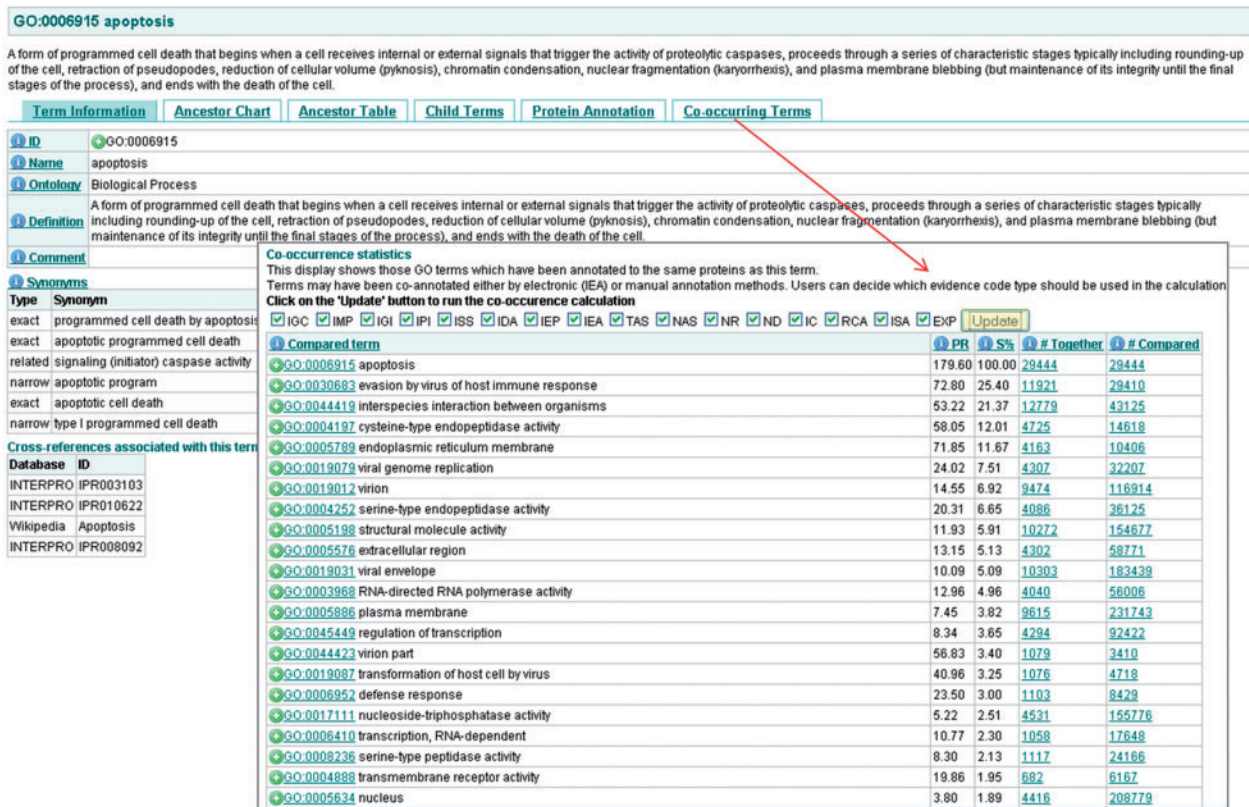 GO:0006915 apoptosis
A form of programmed cell death that begins when a cell receives internal or external signals that trigger the activity of proteolytic caspases, proceeds through a series of characteristic stages typically including rounding-up
of the cell, retraction of pseudopodes, reduction of cellular volume (pyknosis), chromatin condensation, nuclear fragmentation (karyorrhexis), and plasma membrane blebbing (but maintenance of its integrity until the final
stages of the process), and ends with the death of the cell.
Term Information Ancestor Chart Ancestor Table Child Terms Protein Annotation Co-occurring Terms
ID GO:0006915
Name apoptosis
Ontology Biological Process
Definition A form of programmed cell death that begins when a cell receives internal or external signals that trigger the activity of proteolytic caspases, proceeds through a series of characteristic stages typically
including rounding-up of the cell, retraction of pseudopodes, reduction of cellular volume (pyknosis), chromatin condensation, nuclear fragmentation (karyorrhexis), and plasma membrane blebbing (but
maintenance of its integrity until the final stages of the process), and ends with the death of the cell.
Comment
Synonyms
Type Synonym
exact programmed cell death by apoptosis
exact apoptotic programmed cell death
related signaling (initiator) caspase activity
narrow apoptotic program
exact apoptotic cell death
narrow type I programmed cell death
Cross-references associated with this term
Database ID
INTERPRO IPR003103
INTERPRO IPR010622
Wikipedia Apoptosis
INTERPRO IPR008092
Co-occurrence statistics
This display shows those GO terms which have been annotated to the same proteins as this term.
Terms may have been co-annotated either by electronic (IEA) or manual annotation methods. Users can decide which evidence code type should be used in the calculation
Click on the 'Update' button to run the co-occurence calculation
IGC IMP IGI IPI ISS IDA IEP IEA TAS NAS NR ND IC RCA ISA EXP Update
Compared term PR S% # Together # Compared
GO:0006915 apoptosis 179.60 100.00 29444 29444
GO:0030683 evasion by virus of host immune response 72.80 25.40 11921 29410
GO:0044419 interspecies interaction between organisms 53.22 21.37 12779 43125
GO:0004197 cysteine-type endopeptidase activity 58.05 12.01 4725 14618
GO:0005789 endoplasmic reticulum membrane 71.85 11.67 4163 10406
GO:0019079 viral genome replication 24.02 7.51 4307 32207
GO:0019012 virion 14.55 6.92 9474 116914
GO:0004252 serine-type endopeptidase activity 20.31 6.65 4086 36125
GO:0005198 structural molecule activity 11.93 5.91 10272 154677
GO:0005576 extracellular region 13.15 5.13 4302 58771
GO:0019031 viral envelope 10.09 5.09 10303 183439
GO:0003968 RNA-directed RNA polymerase activity 12.96 4.96 4040 56006
GO:0005886 plasma membrane 7.45 3.82 9615 231743
GO:0045449 regulation of transcription 8.34 3.65 4294 92422
GO:0044423 virion part 56.83 3.40 1079 3410
GO:0019087 transformation of host cell by virus 40.96 3.25 1076 4718
GO:0006952 defense response 23.50 3.00 1103 8429
GO:0017111 nucleoside-triphosphatase activity 5.22 2.51 4531 155776
GO:0006410 transcription, RNA-dependent 10.77 2.30 1058 17648
GO:0008236 serine-type peptidase activity 8.30 2.13 1117 24166
GO:0004888 transmembrane receptor activity 19.86 1.95 682 6167
GO:0005634 nucleus 3.80 1.89 4416 208779